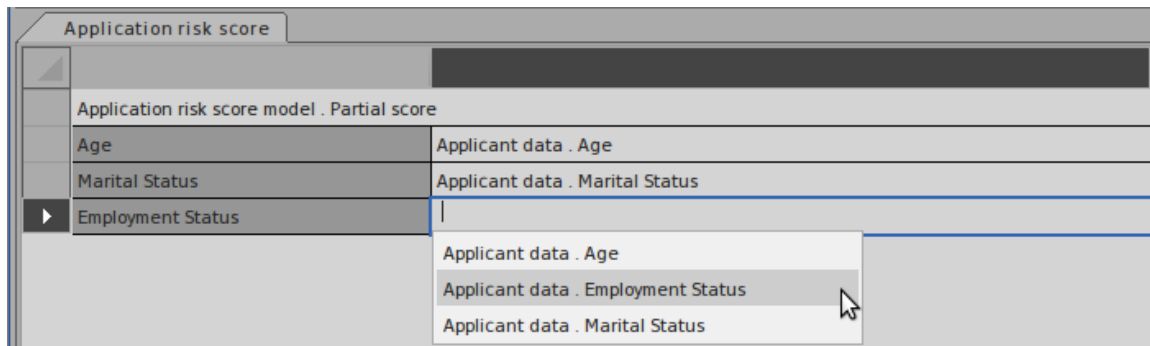 Application risk score
Application risk score model . Partial score
Age Applicant data . Age
Marital Status Applicant data . Marital Status
Employment Status
Applicant data . Age
Applicant data . Employment Status
Applicant data . Marital Status